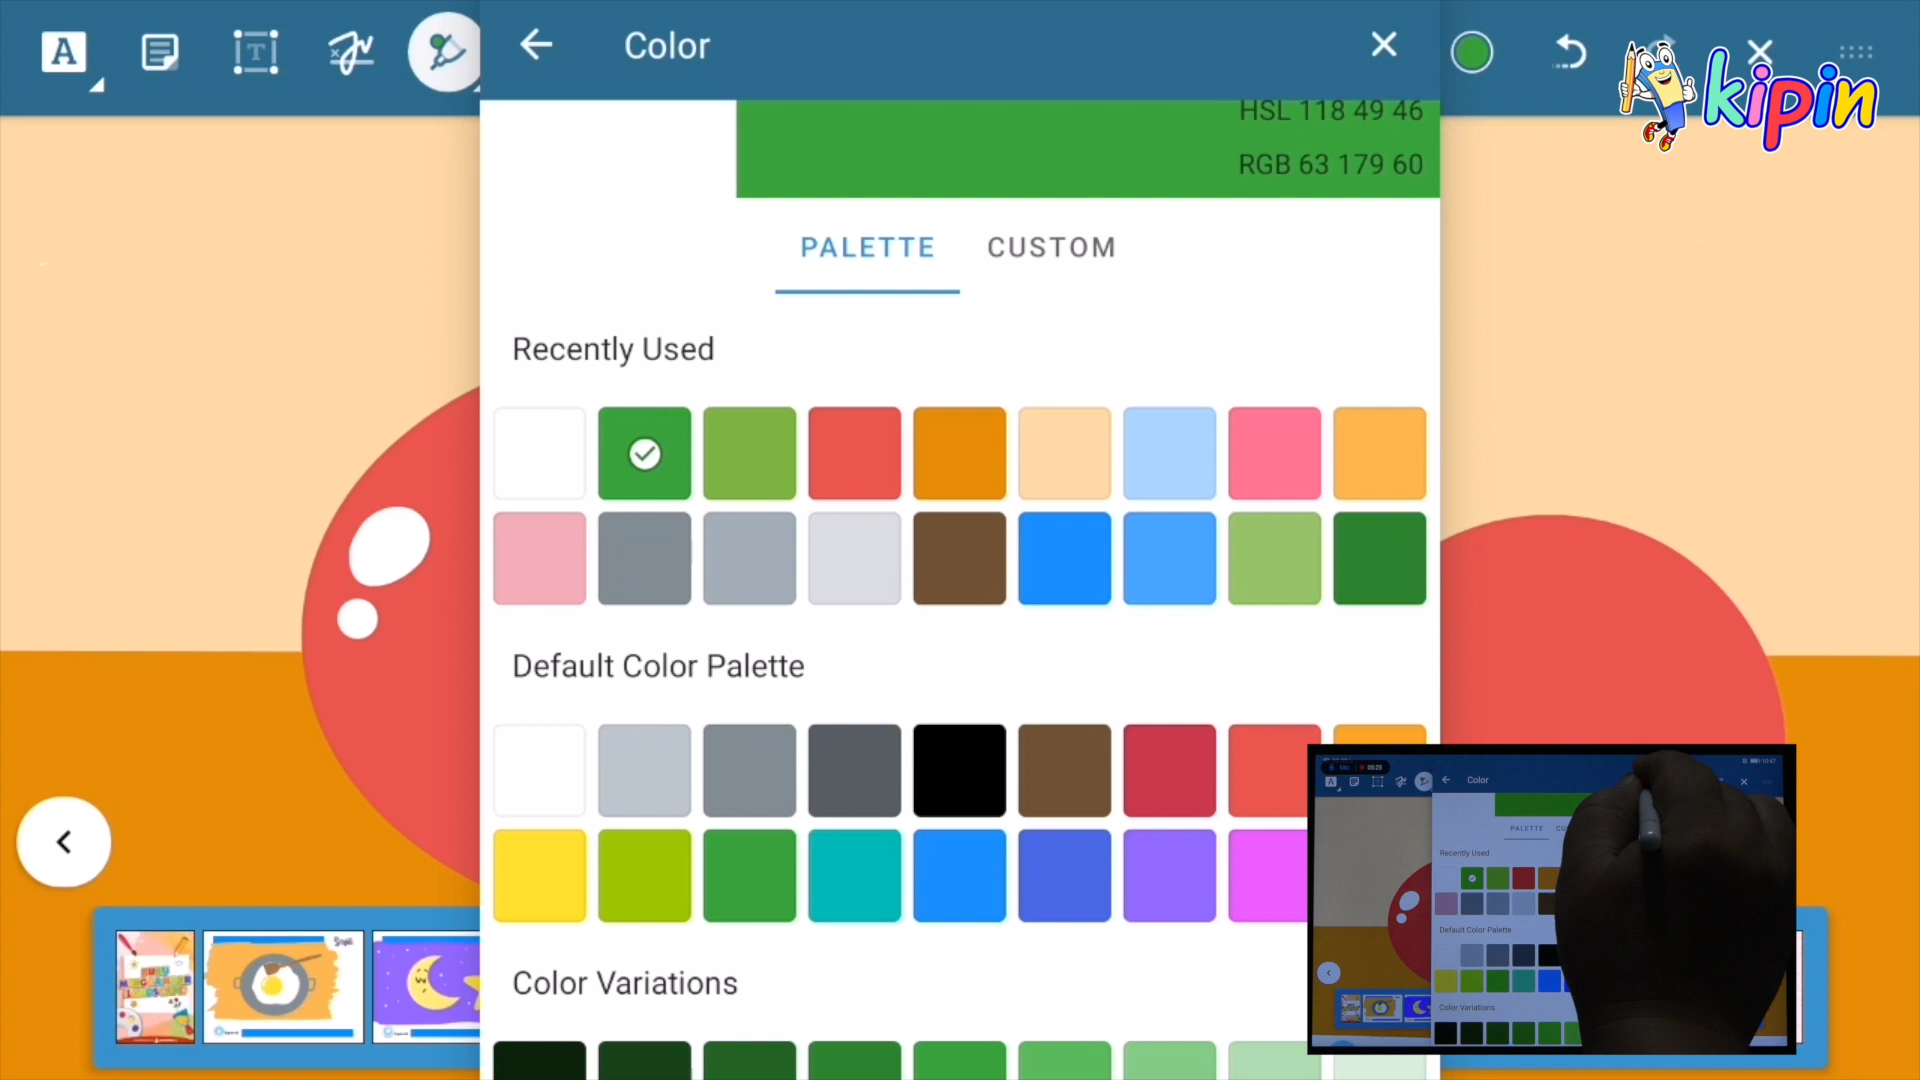 A
T
Color
kipin
HSL 118 49 46
RGB 63 179 60
PALETTE
CUSTOM
Recently Used
Default Color Palette
Color Variations
BUKU
Color
PALETTE
Recently Used
Default Color Palette
Color Variations